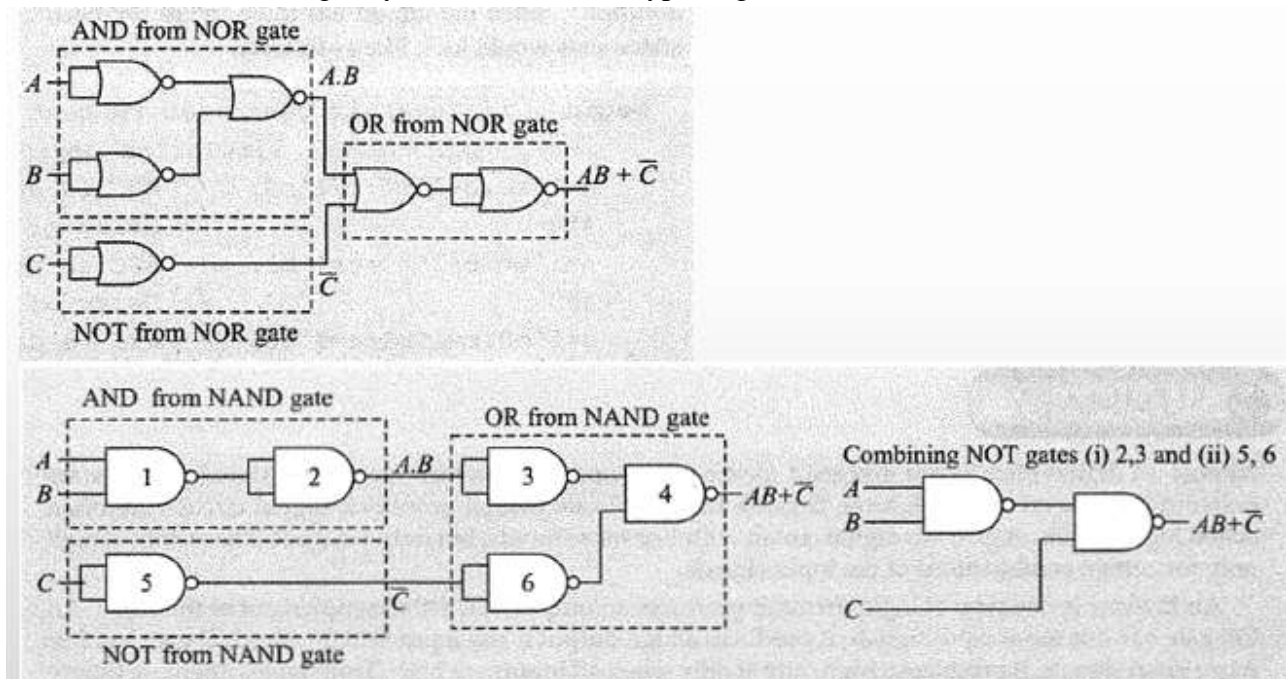 AND from NOR gate
A
A.B
OR from NOR gate
B
AB + C̅
C
C̅
NOT from NOR gate
AND from NAND gate
OR from NAND gate
Combining NOT gates (i) 2,3 and (ii) 5, 6
A
B
1
2
A.B
3
4
AB+C̅
A
B
AB+C̅
C
5
C̅
6
C
NOT from NAND gate